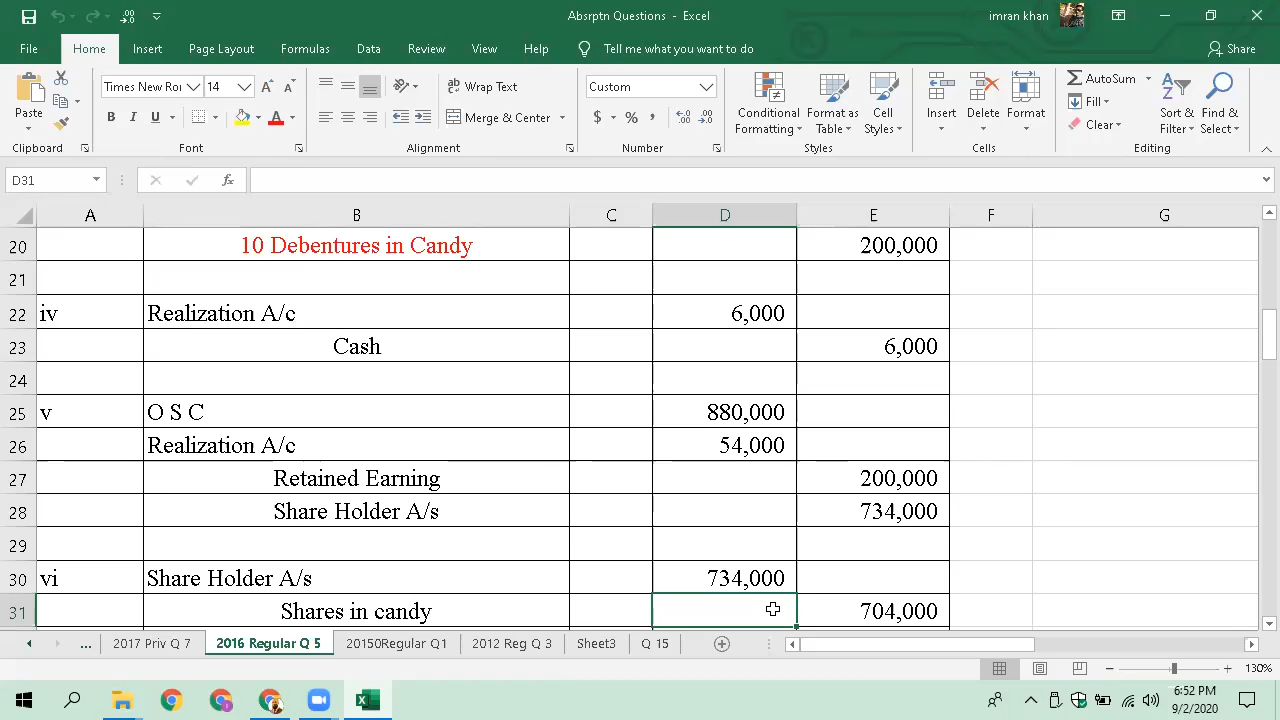 Absrptn Questions - Excel
imran khan
File Home Insert Page Layout Formulas Data Review View Help Tell me what you want to do Share
Paste
Clipboard
Times New Roi 14
B I U
Font
ab Wrap Text
Merge & Center
Alignment
Custom
$ % ,
Number
Conditional Formatting
Format as Table
Cell Styles
Styles
Insert Delete Format
Cells
AutoSum
Fill
Clear
Sort & Filter
Find & Select
Editing
D31
fx
A B C D E F G
20 10 Debentures in Candy 200,000
21
22 iv Realization A/c 6,000
23 Cash 6,000
24
25 v O S C 880,000
26 Realization A/c 54,000
27 Retained Earning 200,000
28 Share Holder A/s 734,000
29
30 vi Share Holder A/s 734,000
31 Shares in candy 704,000
... 2017 Priv Q 7 2016 Regular Q 5 20150Regular Q1 2012 Reg Q 3 Sheet3 Q 15
130%
6:52 PM
9/2/2020